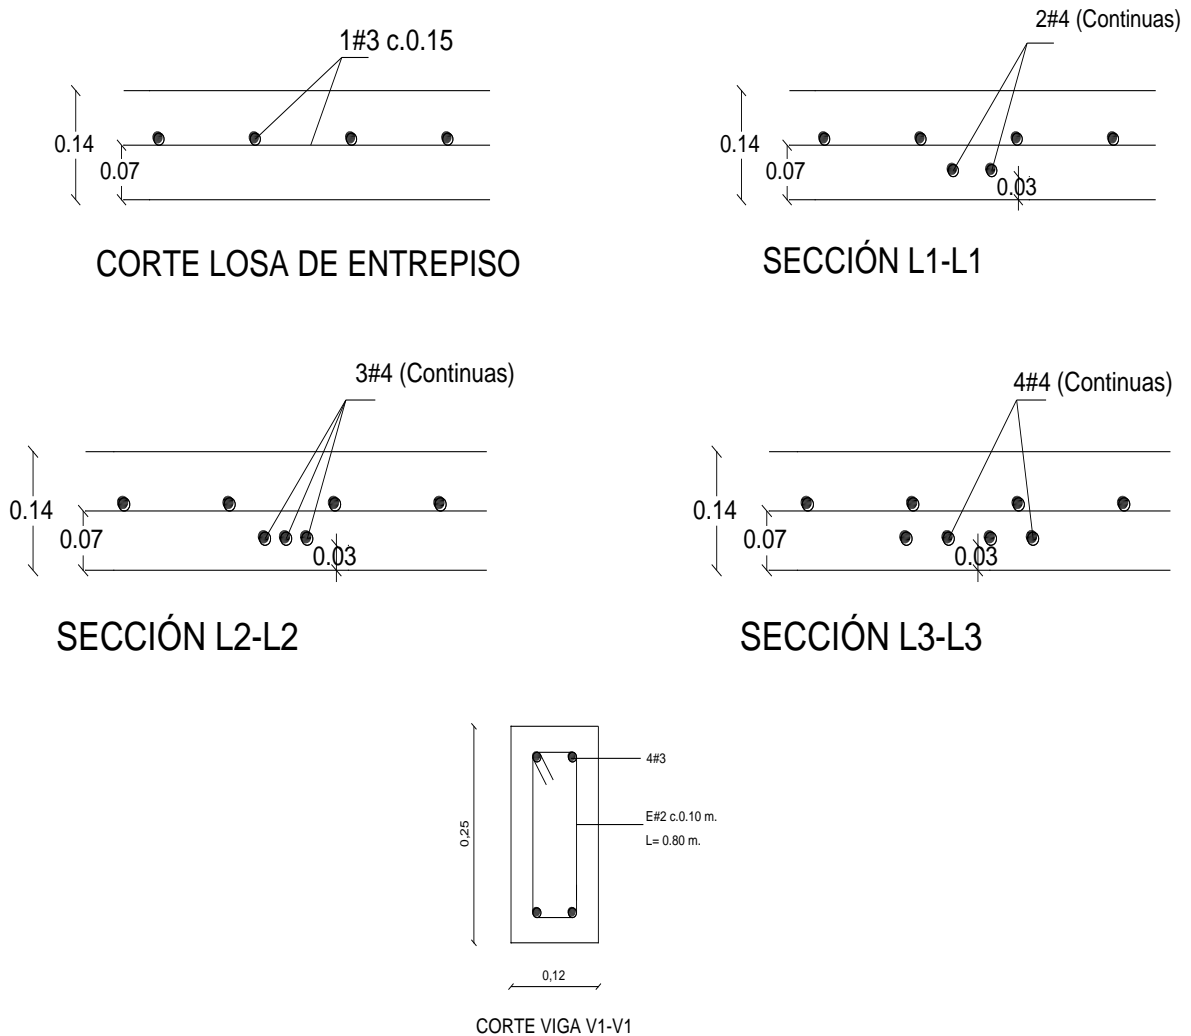 1#3 c.0.15
0.14
0.07
CORTE LOSA DE ENTREPISO
2#4 (Continuas)
0.14
0.07
0.03
SECCIÓN L1-L1
3#4 (Continuas)
0.14
0.07
0.03
SECCIÓN L2-L2
4#4 (Continuas)
0.14
0.07
0.03
SECCIÓN L3-L3
4#3
E#2 c.0.10 m.
L= 0.80 m.
0,25
0,12
CORTE VIGA V1-V1